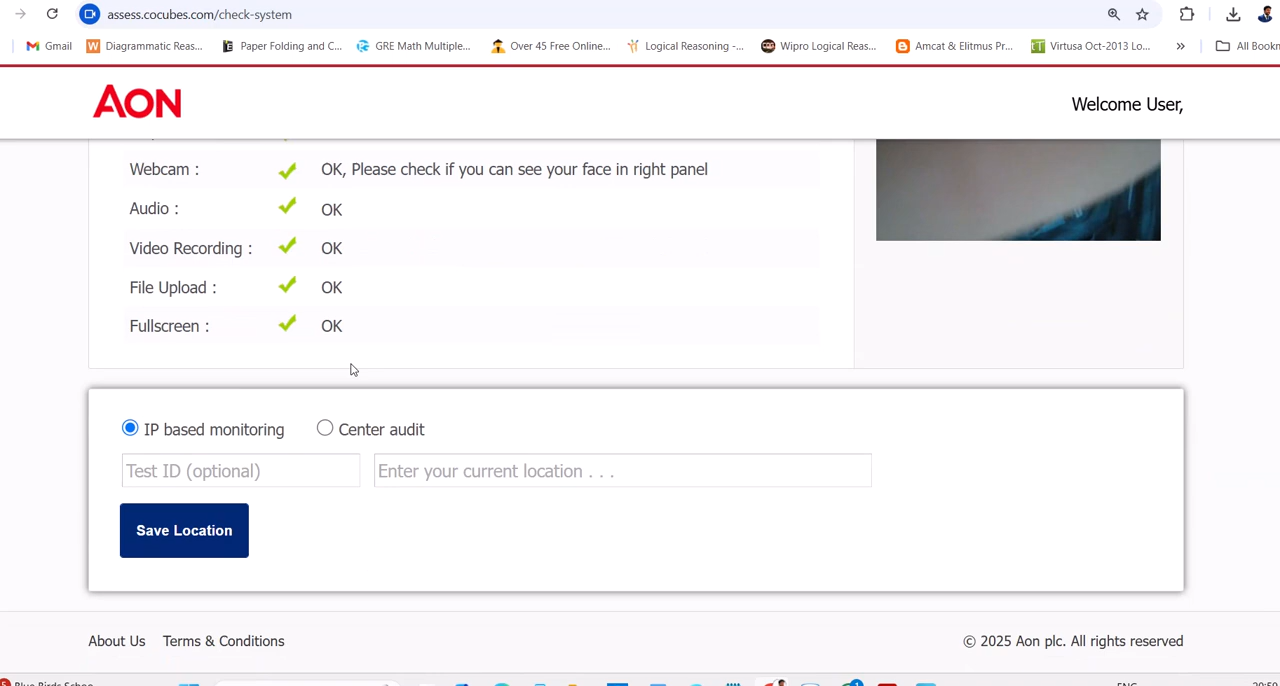 assess.cocubes.com/check-system
Gmail Diagrammatic Reas... Paper Folding and C... GRE Math Multiple... Over 45 Free Online... Logical Reasoning -... Wipro Logical Reas... Amcat & Elitmus Pr... Virtusa Oct-2013 Lo... » All Bookm
AON Welcome User,
Webcam : OK, Please check if you can see your face in right panel
Audio : OK
Video Recording : OK
File Upload : OK
Fullscreen : OK
IP based monitoring Center audit
Test ID (optional) Enter your current location . . .
Save Location
About Us Terms & Conditions © 2025 Aon plc. All rights reserved